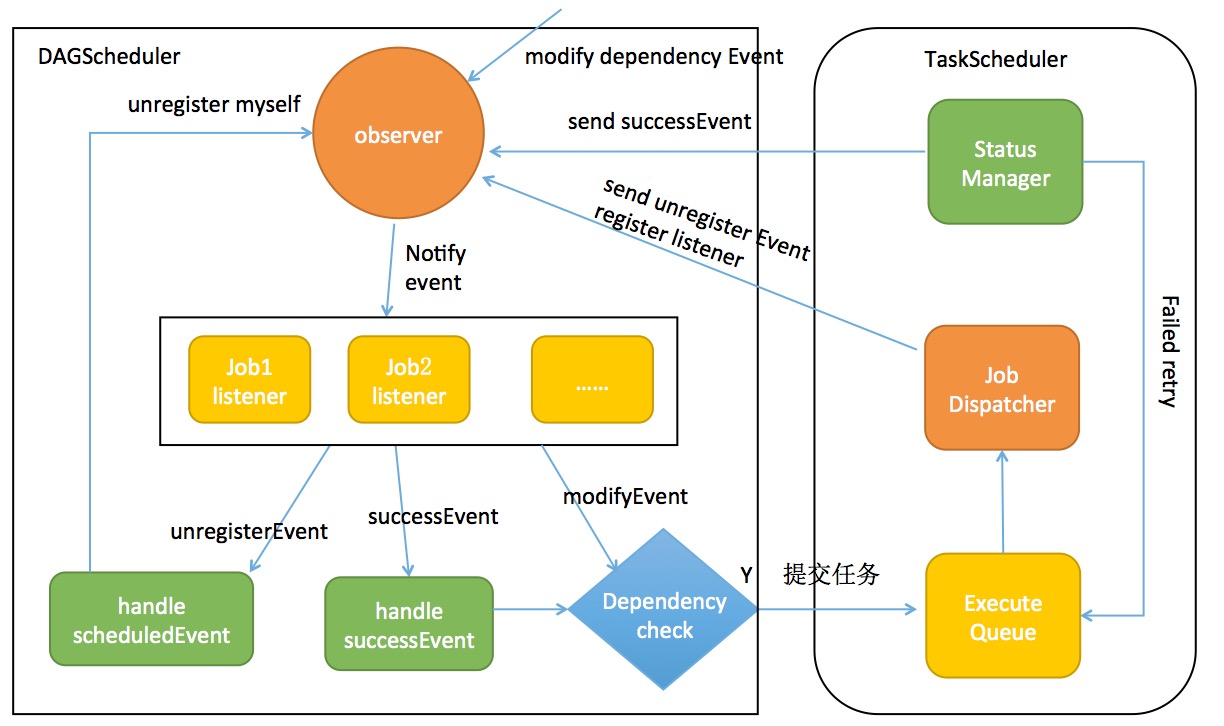 DAGScheduler
modify dependency Event
TaskScheduler
unregister myself
observer
send successEvent
Status
Manager
send unregister Event
register listener
Notify
event
Failed retry
Job1
listener
Job2
listener
......
Job
Dispatcher
modifyEvent
successEvent
unregisterEvent
Y
提交任务
handle
scheduledEvent
handle
successEvent
Dependency
check
Execute
Queue